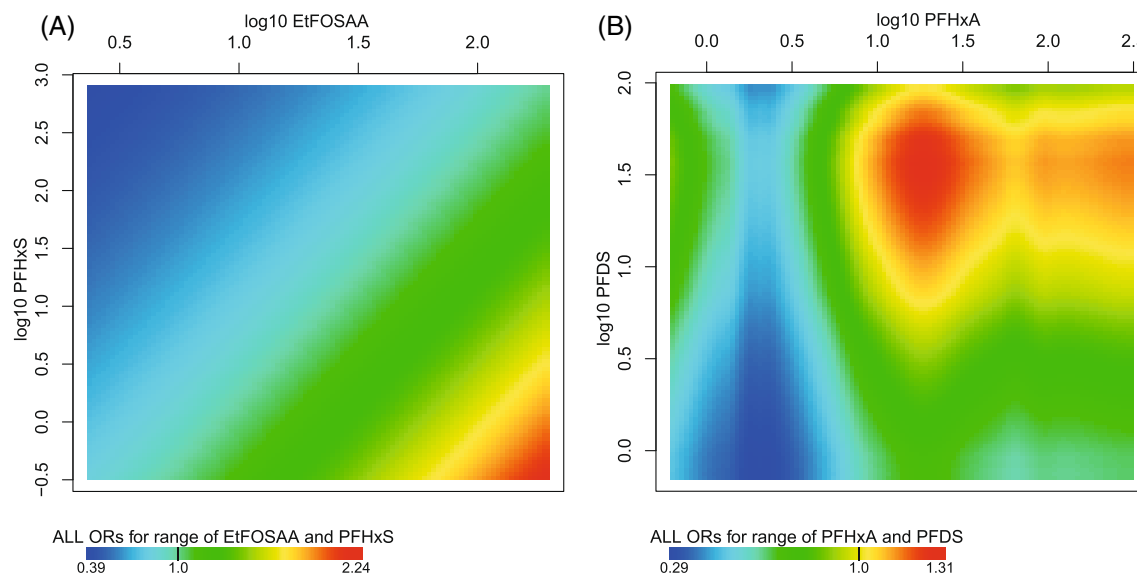 (A)
log10 EtFOSAA
0.5 1.0 1.5 2.0
log10 PFHxS
3.0
2.5
2.0
1.5
1.0
0.5
0.0
−0.5
ALL ORs for range of EtFOSAA and PFHxS
0.39 1.0 2.24
(B)
log10 PFHxA
0.0 0.5 1.0 1.5 2.0
log10 PFDS
2.0
1.5
1.0
0.5
0.0
ALL ORs for range of PFHxA and PFDS
0.29 1.0 1.31